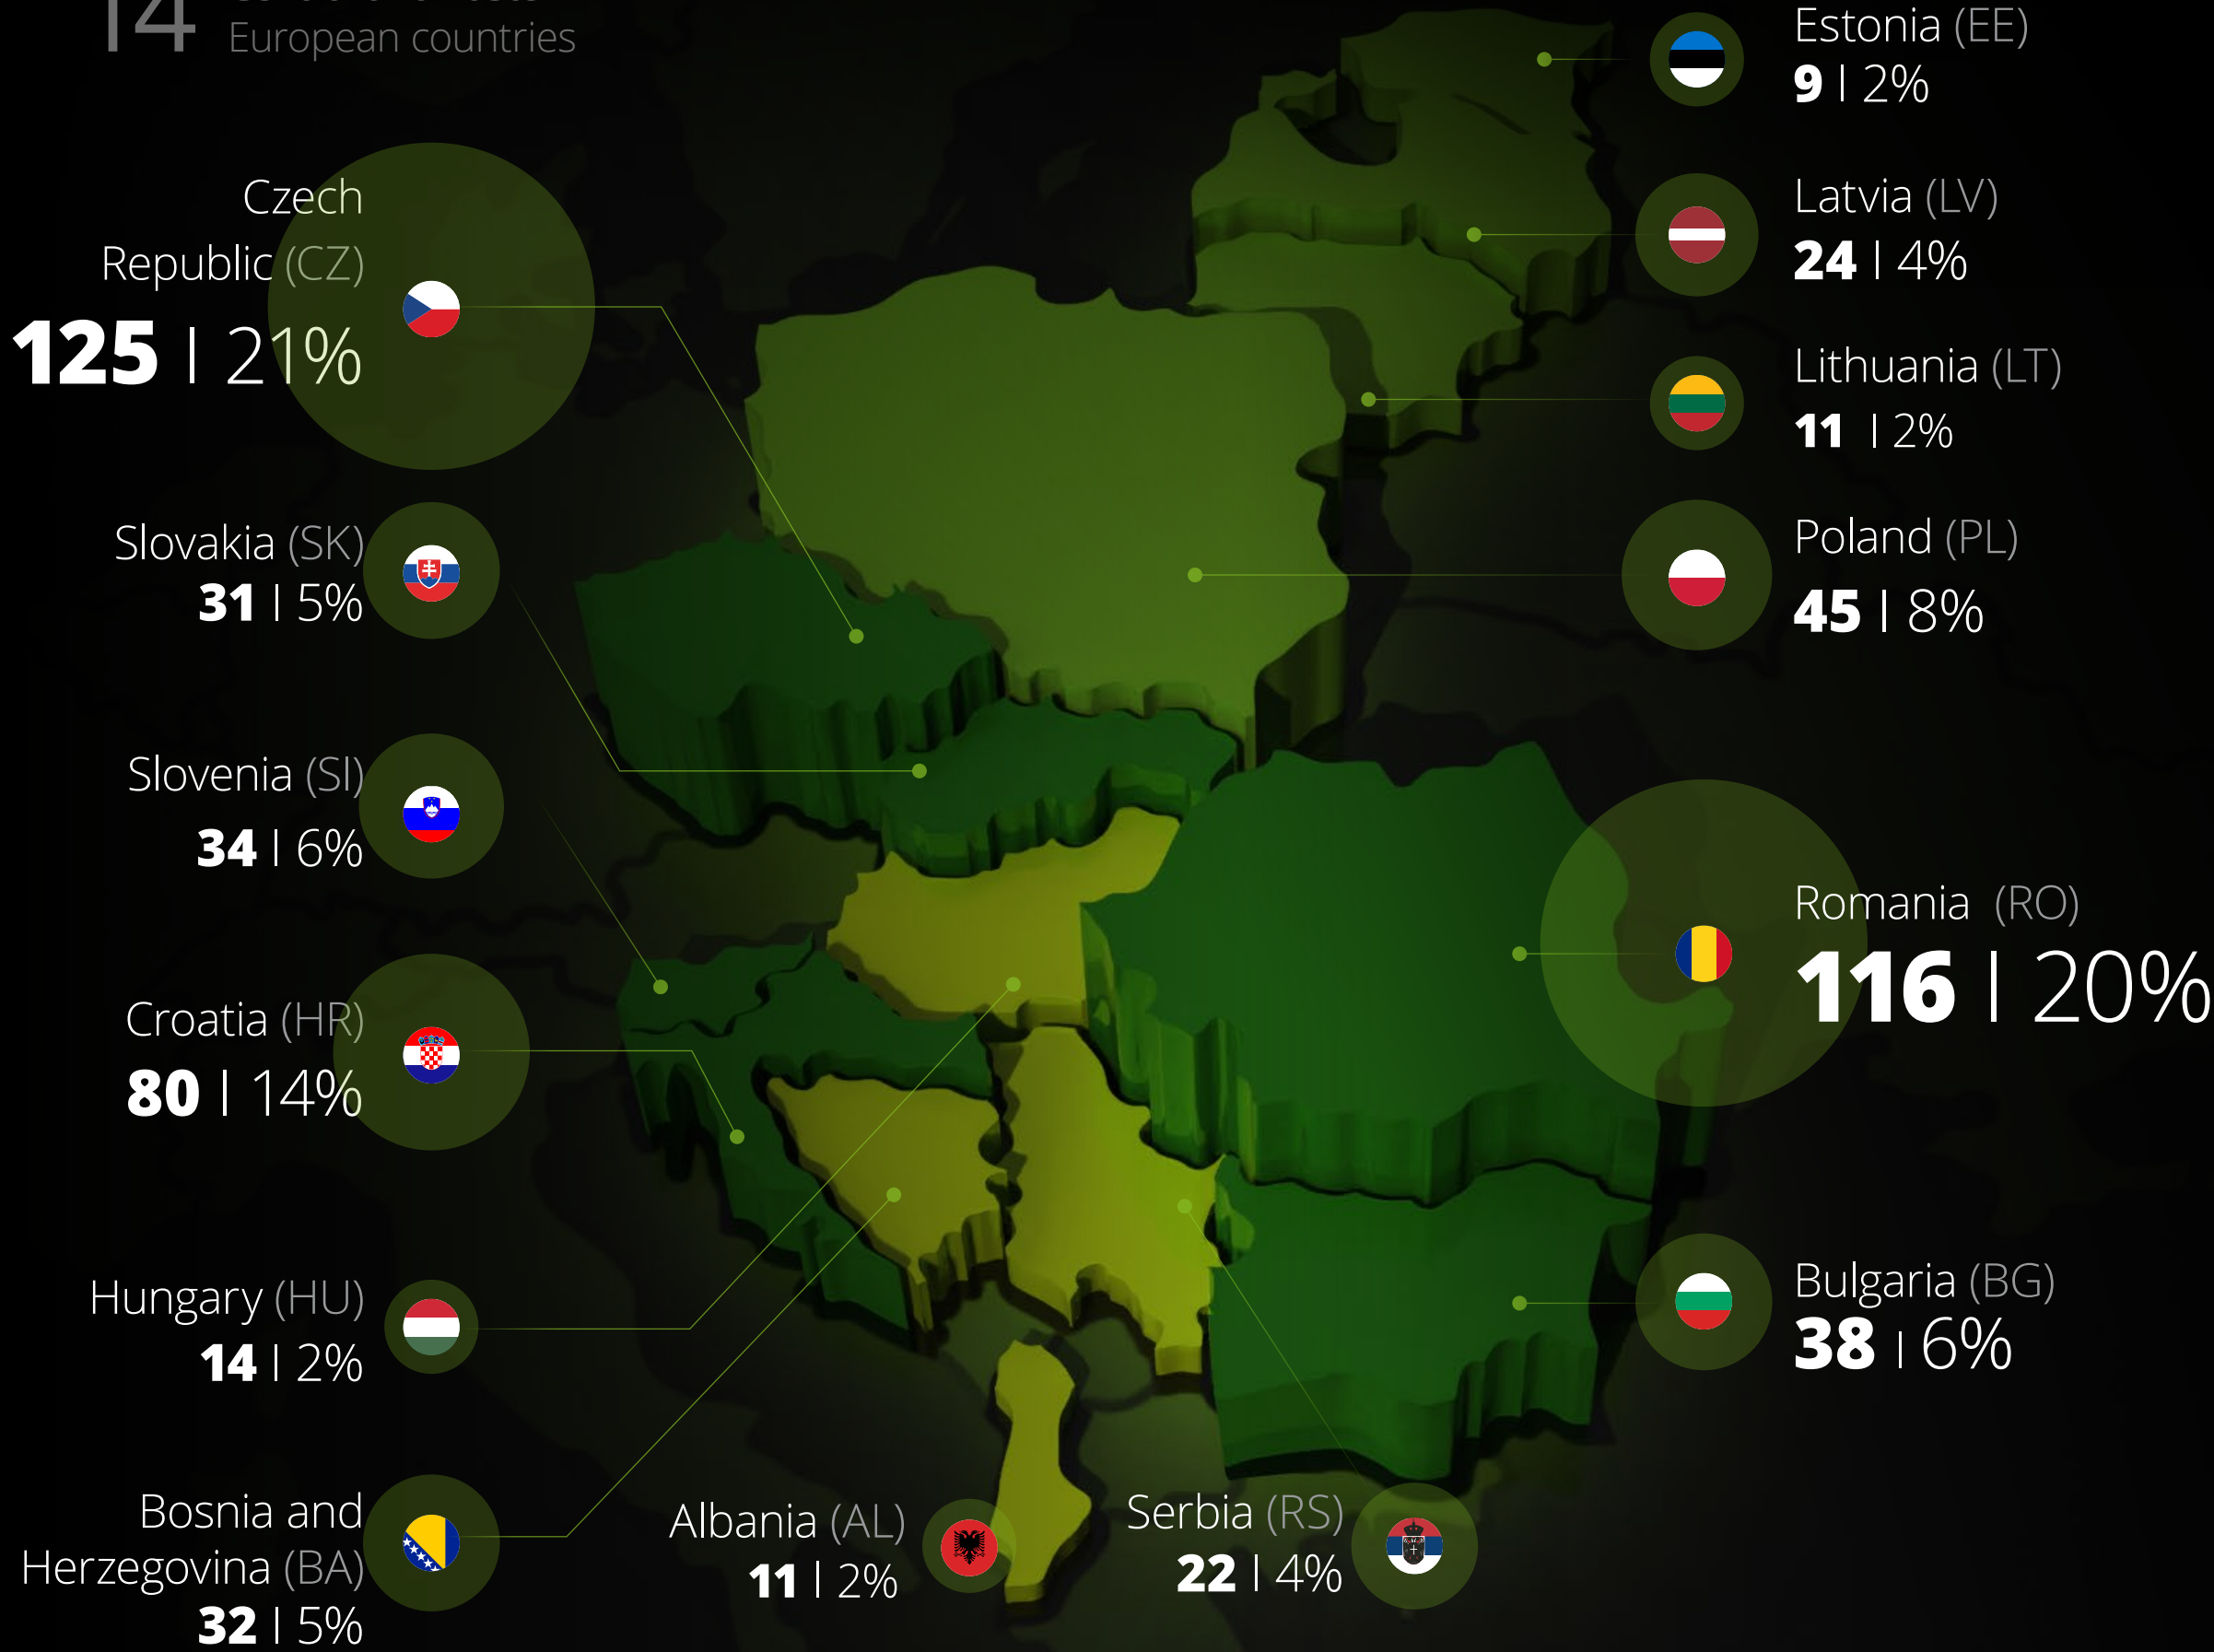 14
European countries
Czech
Republic (CZ)
125 | 21%
Slovakia (SK)
31 | 5%
Slovenia (SI)
34 | 6%
Croatia (HR)
80 | 14%
Hungary (HU)
14 | 2%
Bosnia and
Herzegovina (BA)
32 | 5%
Albania (AL)
11 | 2%
Serbia (RS)
22 | 4%
Estonia (EE)
9 | 2%
Latvia (LV)
24 | 4%
Lithuania (LT)
11 | 2%
Poland (PL)
45 | 8%
Romania (RO)
116 | 20%
Bulgaria (BG)
38 | 6%